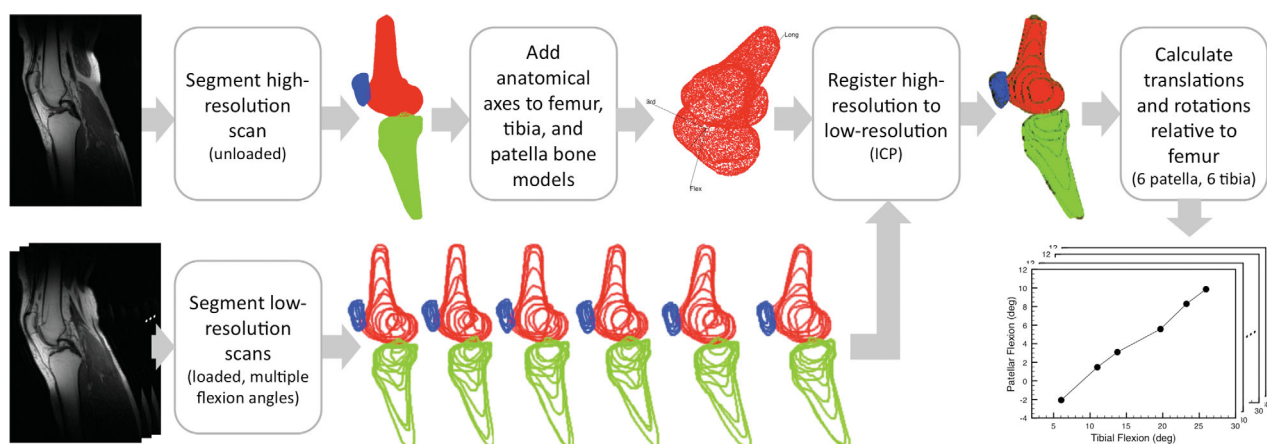 Segment high-
resolution
scan
(unloaded)
Add
anatomical
axes to femur,
tibia, and
patella bone
models
Long
3rd
Flex
Register high-
resolution to
low-resolution
(ICP)
Calculate
translations
and rotations
relative to
femur
(6 patella, 6 tibia)
Segment low-
resolution
scans
(loaded, multiple
flexion angles)
12
12
12
10
8
6
4
2
0
-2
-4
5
10
15
20
25
30
30
Patellar Flexion (deg)
Tibial Flexion (deg)